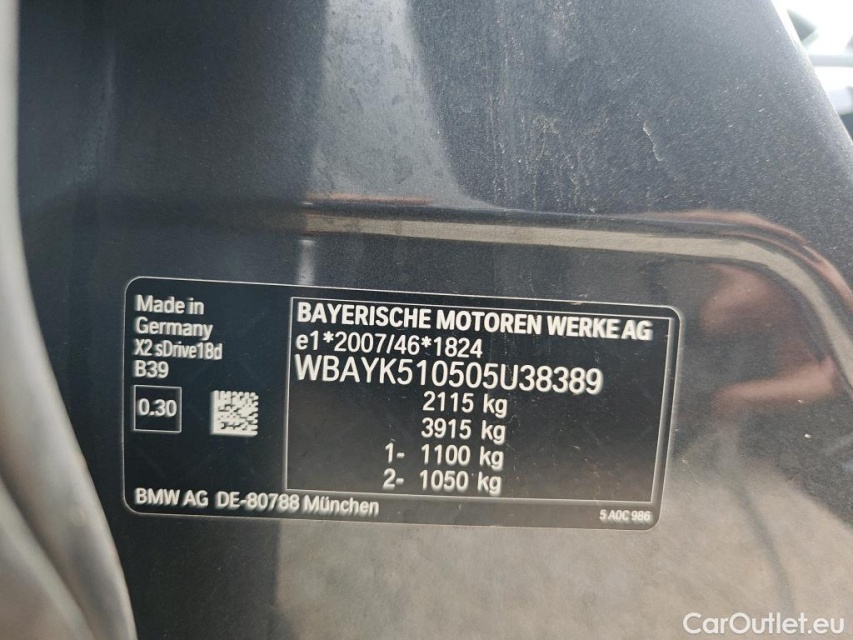 Made in
Germany
X2 sDrive18d
B39
0.30
BAYERISCHE MOTOREN WERKE AG
e1*2007/46*1824
WBAYK510505U38389
2115 kg
3915 kg
1- 1100 kg
2- 1050 kg
BMW AG DE-80788 München
5 A0C 986
CarOutlet.eu